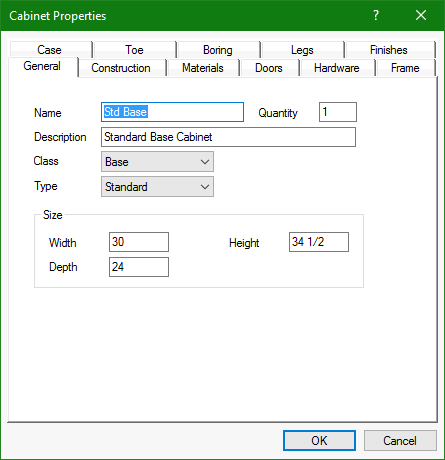 Cabinet Properties ? ×
Case Toe Boring Legs Finishes
General Construction Materials Doors Hardware Frame
Name Std Base Quantity 1
Description Standard Base Cabinet
Class Base
Type Standard
Size
Width 30 Height 34 1/2
Depth 24
OK Cancel